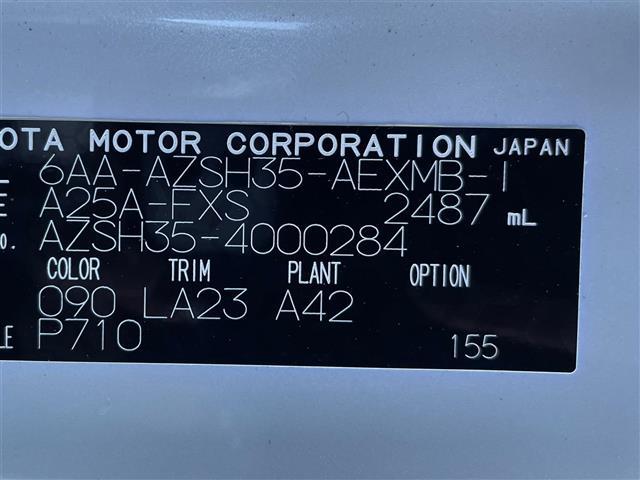 OTA MOTOR CORPORATION JAPAN
L 6AA-AZSH35-AEXMB-I
E A25A-FXS 2487 mL
o. AZSH35-4000284
COLOR TRIM PLANT OPTION
090 LA23 A42
LE P710 155